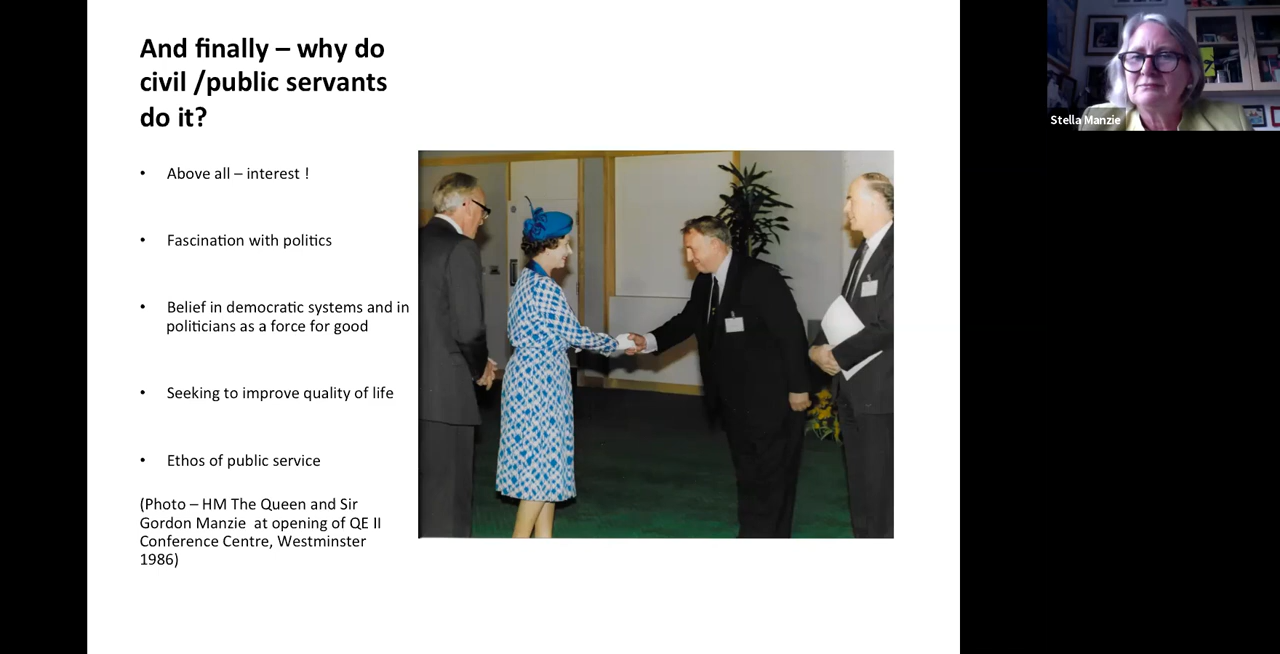 And finally – why do
civil /public servants
do it?
• Above all – interest !
• Fascination with politics
• Belief in democratic systems and in
politicians as a force for good
• Seeking to improve quality of life
• Ethos of public service
(Photo – HM The Queen and Sir
Gordon Manzie  at opening of QE II
Conference Centre, Westminster
1986)
Stella Manzie